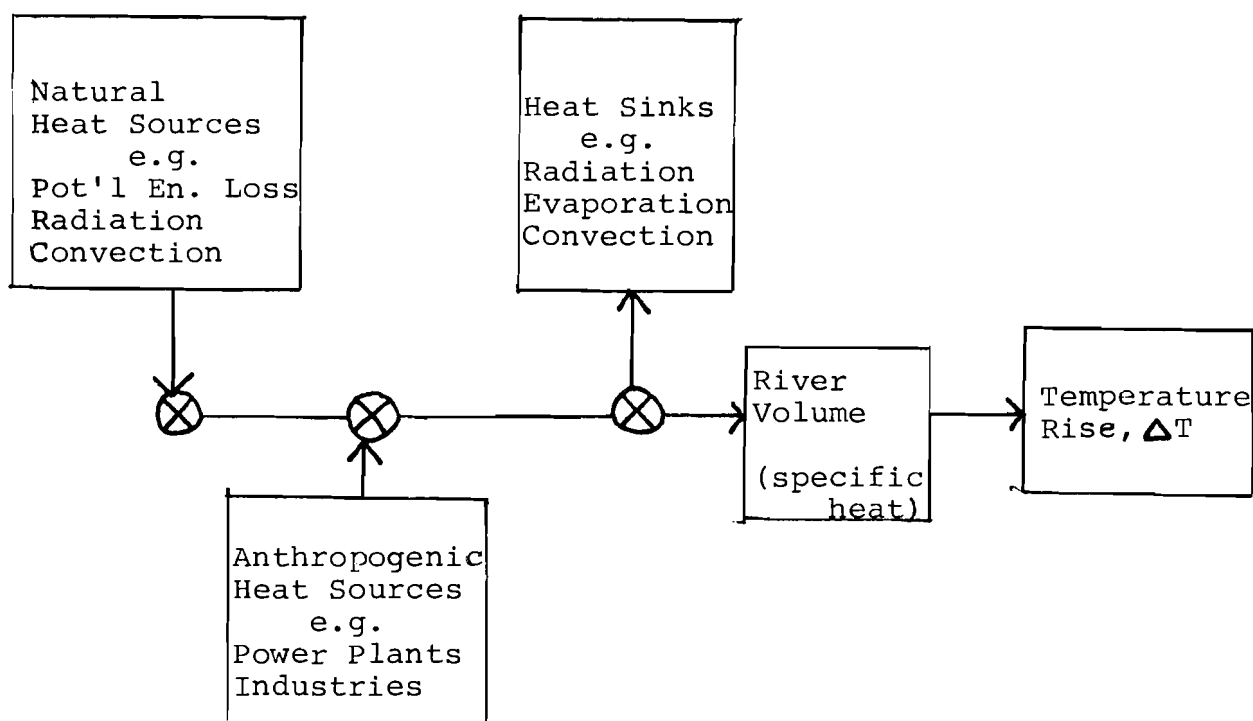 Natural
Heat Sources
e.g.
Pot'l En. Loss
Radiation
Convection
Heat Sinks
e.g.
Radiation
Evaporation
Convection
River
Volume
(specific
heat)
Temperature
Rise, ΔT
Anthropogenic
Heat Sources
e.g.
Power Plants
Industries